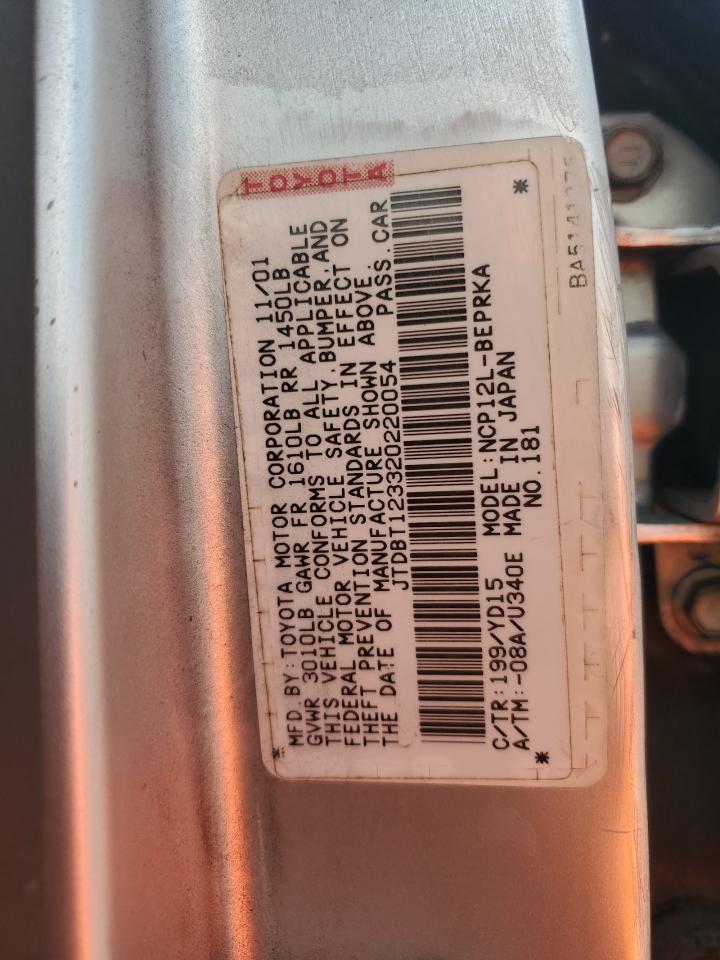 TOYOTA
MFD. BY: TOYOTA MOTOR CORPORATION 11/01
GVWR 3010LB GAWR FR 1610LB RR 1450LB
THIS VEHICLE CONFORMS TO ALL APPLICABLE
FEDERAL MOTOR VEHICLE SAFETY, BUMPER, AND
THEFT PREVENTION STANDARDS IN EFFECT ON
THE DATE OF MANUFACTURE SHOWN ABOVE.
JTDBT123320220054 PASS. CAR
C/TR: 199/YD15 MODEL: NCP12L-BEPRKA
A/TM: -08A/U340E MADE IN JAPAN
NO. 181